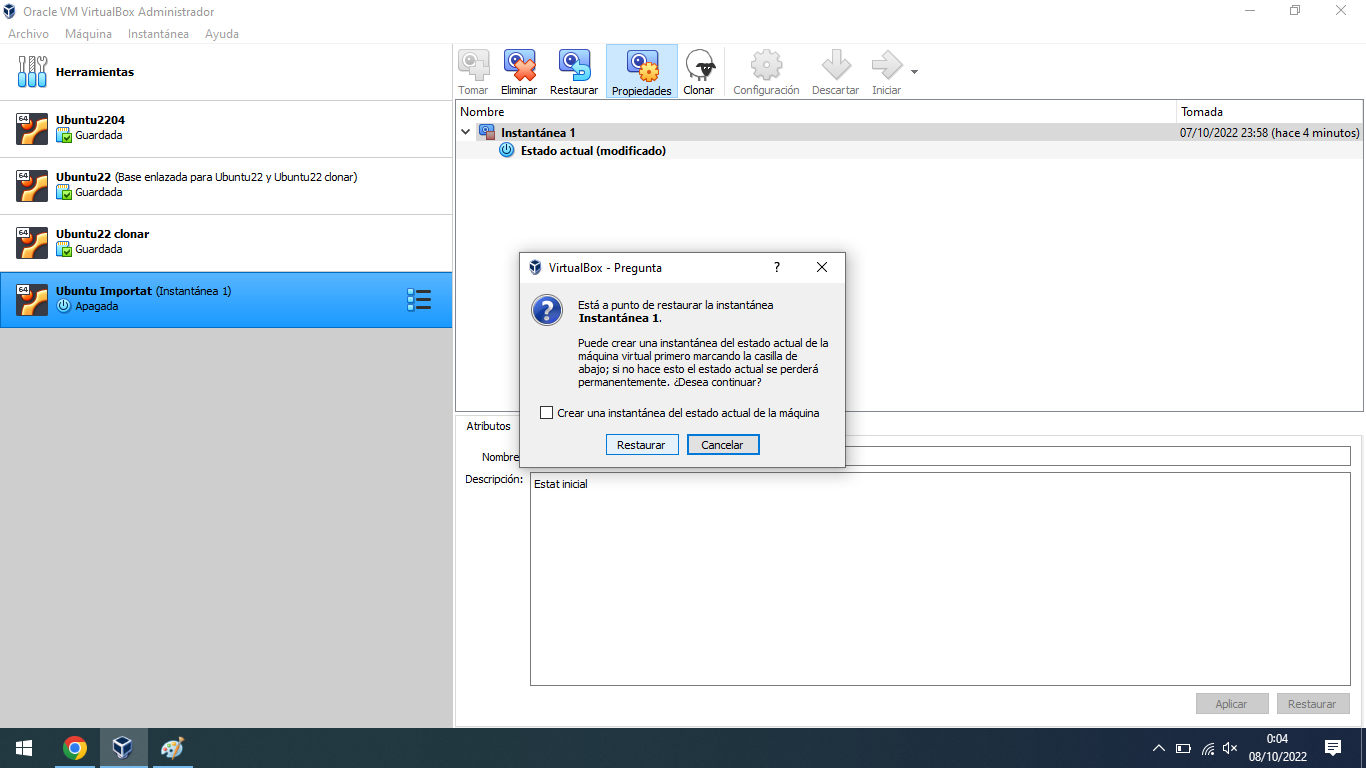 Oracle VM VirtualBox Administrador
Archivo Máquina Instantánea Ayuda
Herramientas
64
Ubuntu2204
Guardada
64
Ubuntu22 (Base enlazada para Ubuntu22 y Ubuntu22 clonar)
Guardada
64
Ubuntu22 clonar
Guardada
64
Ubuntu Importat (Instantánea 1)
Apagada
Tomar Eliminar Restaurar Propiedades Clonar Configuración Descartar Iniciar
Nombre Tomada
Instantánea 1 07/10/2022 23:58 (hace 4 minutos)
Estado actual (modificado)
VirtualBox - Pregunta ?
Está a punto de restaurar la instantánea
Instantánea 1.
Puede crear una instantánea del estado actual de la
máquina virtual primero marcando la casilla de
abajo; si no hace esto el estado actual se perderá
permanentemente. ¿Desea continuar?
Crear una instantánea del estado actual de la máquina
Restaurar Cancelar
Atributos
Nombre
Descripción: Estat inicial
Aplicar Restaurar
0:04
08/10/2022